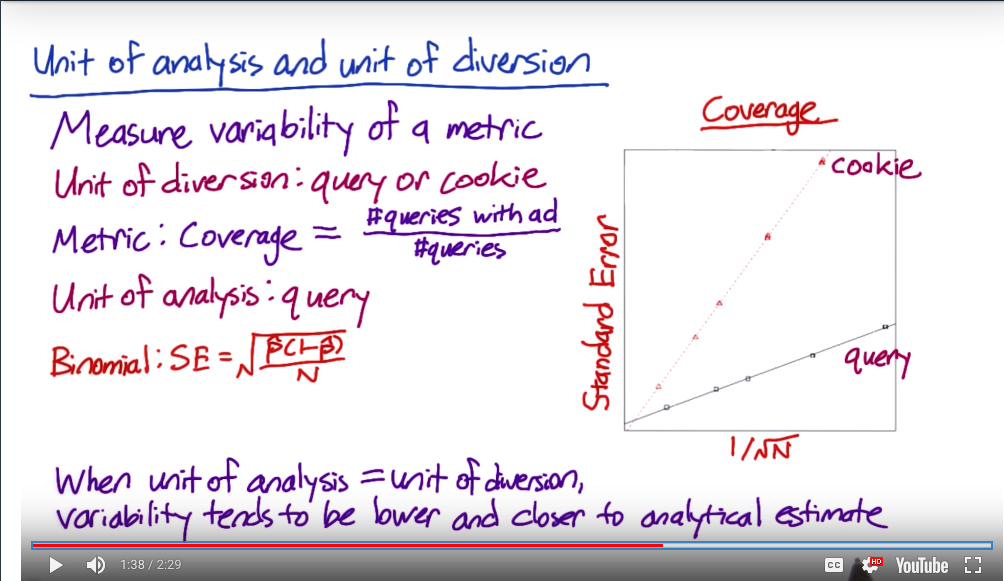 Unit of analysis and unit of diversion
Measure variability of a metric
Unit of diversion: query or cookie
Metric: Coverage = #queries with ad
#queries
Unit of analysis: query
Binomial: SE = √p̂(1-p̂)
N
Coverage
cookie
query
Standard Error
1/√N
When unit of analysis = unit of diversion,
variability tends to be lower and closer to analytical estimate
1:38 / 2:29
CC
HD
YouTube